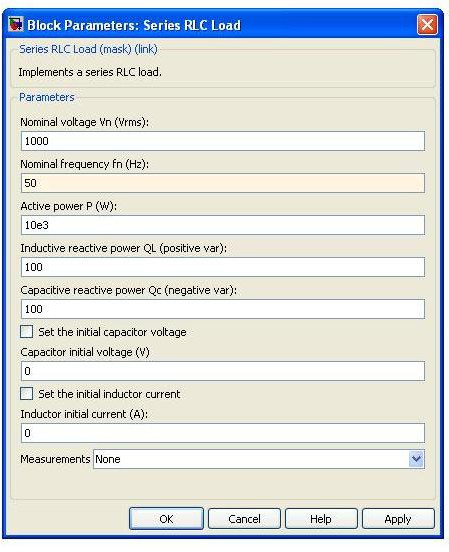 Block Parameters: Series RLC Load
Series RLC Load (mask) (link)
Implements a series RLC load.
Parameters
Nominal voltage Vn (Vrms):
1000
Nominal frequency fn (Hz):
50
Active power P (W):
10e3
Inductive reactive power QL (positive var):
100
Capacitive reactive power Qc (negative var):
100
Set the initial capacitor voltage
Capacitor initial voltage (V)
0
Set the initial inductor current
Inductor initial current (A):
0
Measurements None
OK Cancel Help Apply